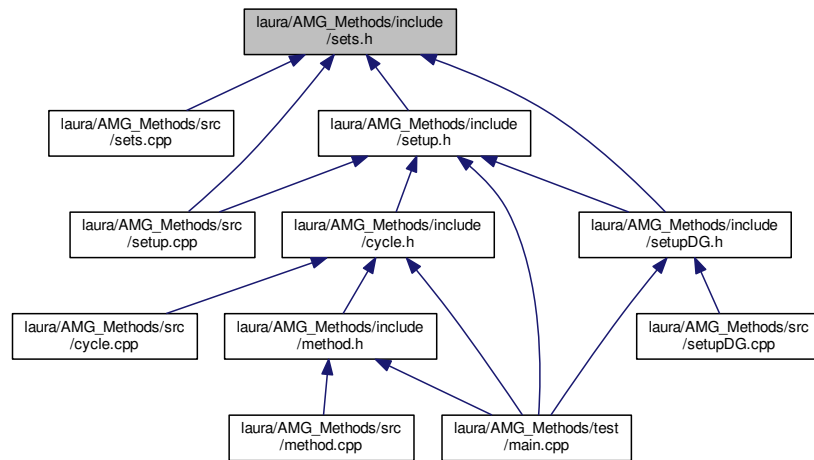 laura/AMG_Methods/include
/sets.h
laura/AMG_Methods/src
/sets.cpp
laura/AMG_Methods/include
/setup.h
laura/AMG_Methods/src
/setup.cpp
laura/AMG_Methods/include
/cycle.h
laura/AMG_Methods/include
/setupDG.h
laura/AMG_Methods/src
/cycle.cpp
laura/AMG_Methods/include
/method.h
laura/AMG_Methods/src
/setupDG.cpp
laura/AMG_Methods/src
/method.cpp
laura/AMG_Methods/test
/main.cpp